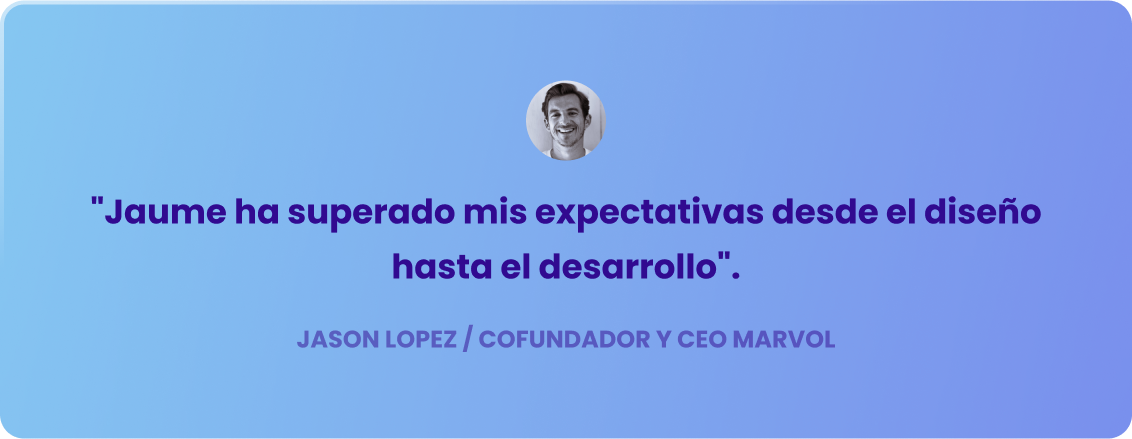 "Jaume ha superado mis expectativas desde el diseño
hasta el desarrollo".
JASON LOPEZ / COFUNDADOR Y CEO MARVOL